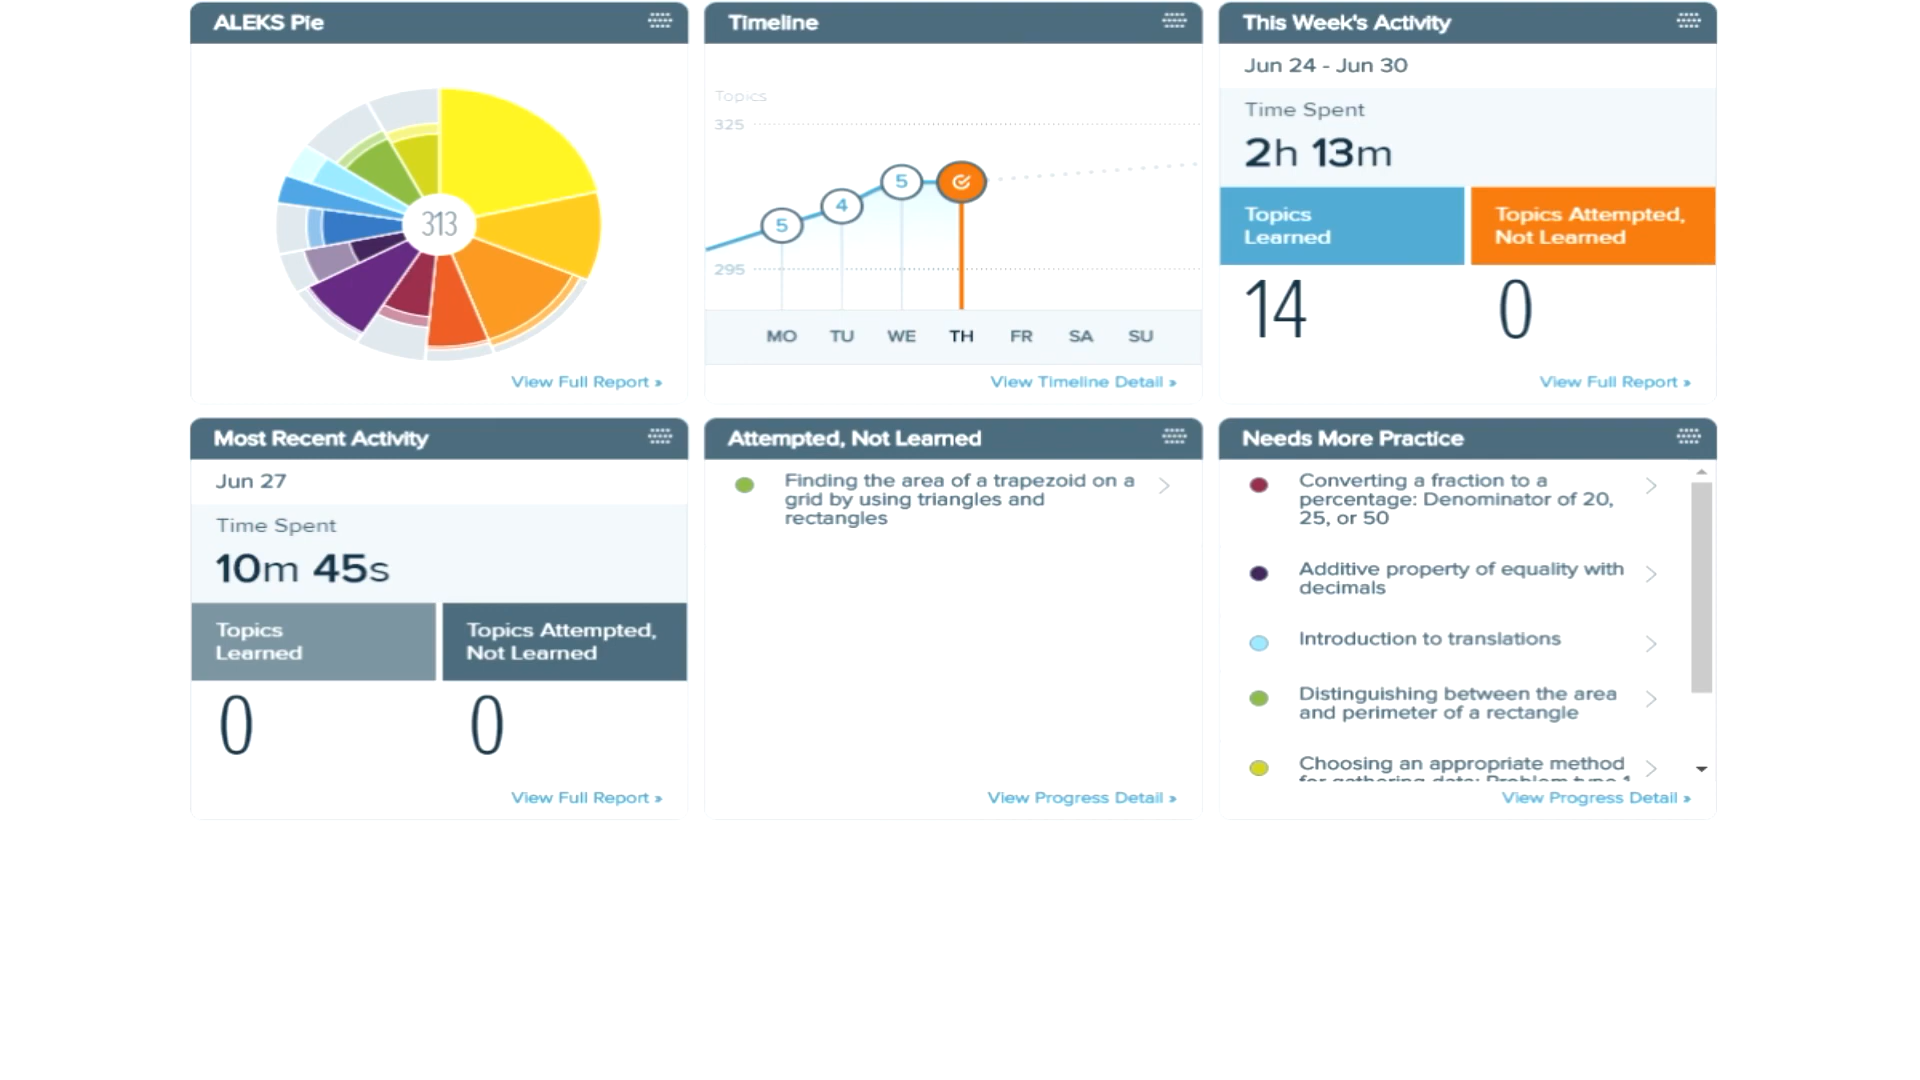 ALEKS Pie
313
View Full Report »
Timeline
Topics
325
5
4
5
295
MO TU WE TH FR SA SU
View Timeline Detail »
This Week's Activity
Jun 24 - Jun 30
Time Spent
2h 13m
Topics
Learned
Topics Attempted,
Not Learned
14
0
View Full Report »
Most Recent Activity
Jun 27
Time Spent
10m 45s
Topics
Learned
Topics Attempted,
Not Learned
0
0
View Full Report »
Attempted, Not Learned
Finding the area of a trapezoid on a
grid by using triangles and
rectangles
View Progress Detail »
Needs More Practice
Converting a fraction to a
percentage: Denominator of 20,
25, or 50
Additive property of equality with
decimals
Introduction to translations
Distinguishing between the area
and perimeter of a rectangle
Choosing an appropriate method
for gathering data: Problem type 1
View Progress Detail »